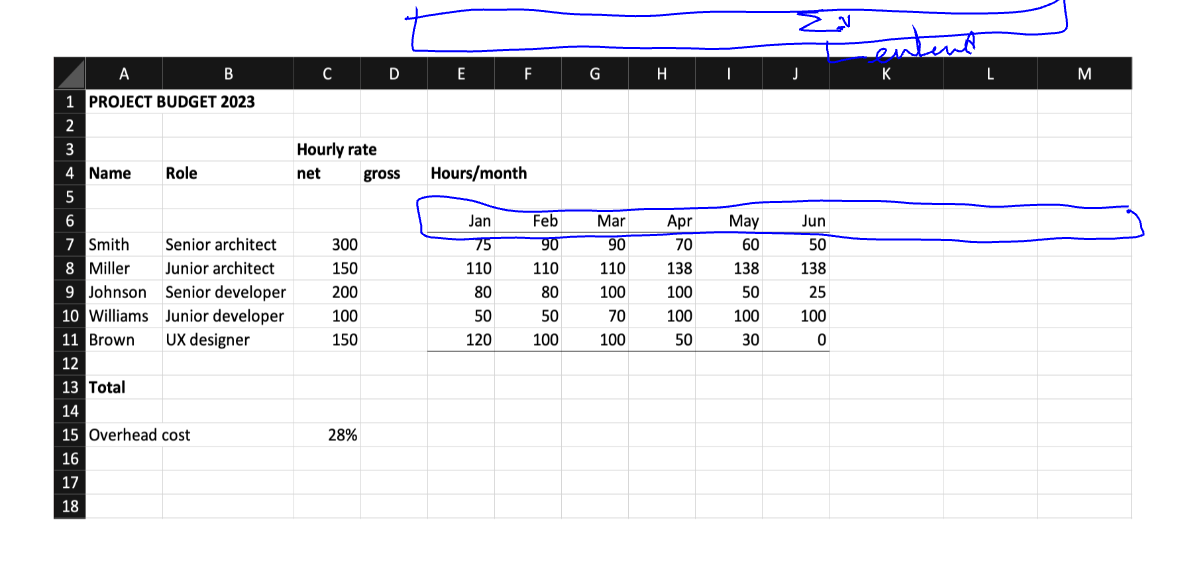 Σ
A B C D E F G H I J K L M
1 PROJECT BUDGET 2023
2
3 Hourly rate
4 Name Role net gross Hours/month
5
6 Jan Feb Mar Apr May Jun
7 Smith Senior architect 300 75 90 90 70 60 50
8 Miller Junior architect 150 110 110 110 138 138 138
9 Johnson Senior developer 200 80 80 100 100 50 25
10 Williams Junior developer 100 50 50 70 100 100 100
11 Brown UX designer 150 120 100 100 50 30 0
12
13 Total
14
15 Overhead cost 28%
16
17
18